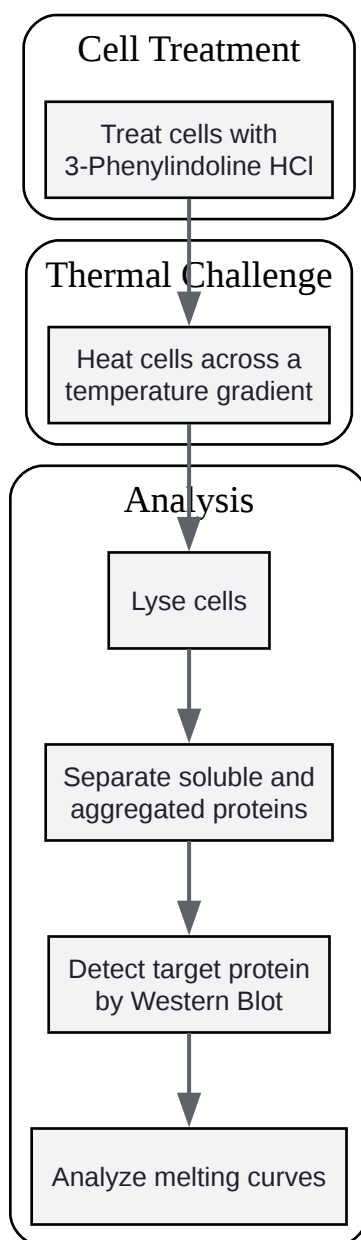 Cell Treatment
Treat cells with
3-Phenylindoline HCl
Thermal Challenge
Heat cells across a
temperature gradient
Analysis
Lyse cells
Separate soluble and
aggregated proteins
Detect target protein
by Western Blot
Analyze melting curves